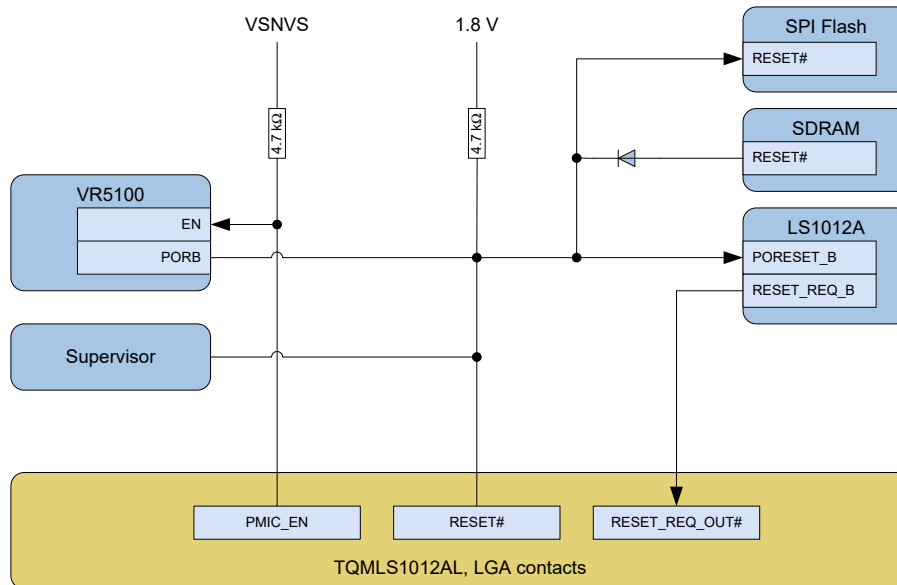 VSNVS
1.8 V
SPI Flash
RESET#
4.7 kΩ
4.7 kΩ
SDRAM
RESET#
VR5100
EN
PORB
LS1012A
PORESET_B
RESET_REQ_B
Supervisor
PMIC_EN
RESET#
RESET_REQ_OUT#
TQMLS1012AL, LGA contacts